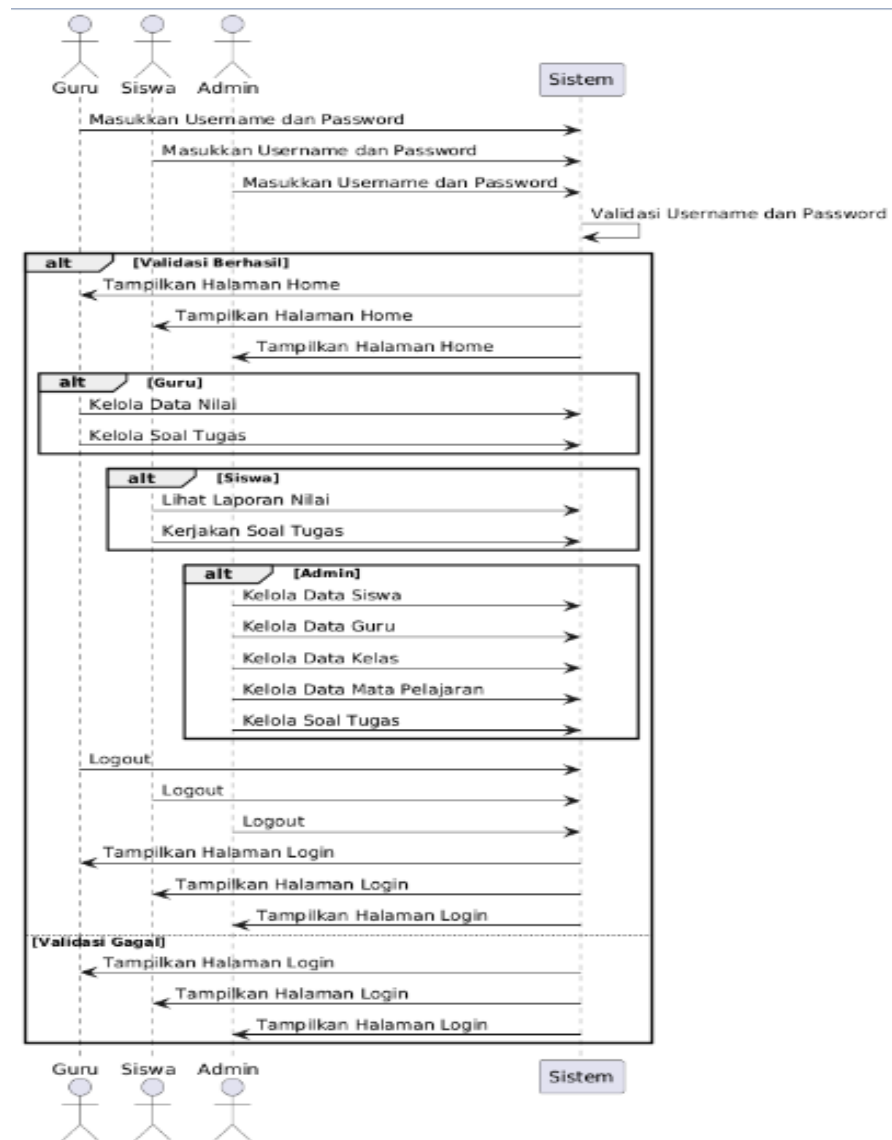 Guru Siswa Admin Sistem
Masukkan Username dan Password
Masukkan Username dan Password
Masukkan Username dan Password
Validasi Username dan Password
alt [Validasi Berhasil]
Tampilkan Halaman Home
Tampilkan Halaman Home
Tampilkan Halaman Home
alt [Guru]
Kelola Data Nilai
Kelola Soal Tugas
alt [Siswa]
Lihat Laporan Nilai
Kerjakan Soal Tugas
alt [Admin]
Kelola Data Siswa
Kelola Data Guru
Kelola Data Kelas
Kelola Data Mata Pelajaran
Kelola Soal Tugas
Logout
Logout
Logout
Tampilkan Halaman Login
Tampilkan Halaman Login
Tampilkan Halaman Login
[Validasi Gagal]
Tampilkan Halaman Login
Tampilkan Halaman Login
Tampilkan Halaman Login
Guru Siswa Admin Sistem